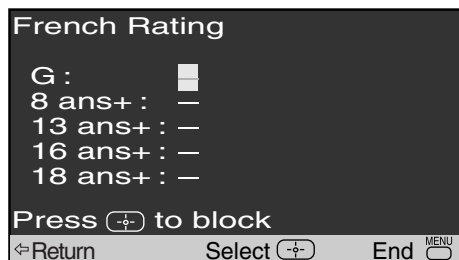 French Rating
G : –
8 ans+ : –
13 ans+ : –
16 ans+ : –
18 ans+ : –
Press to block
Return Select End MENU